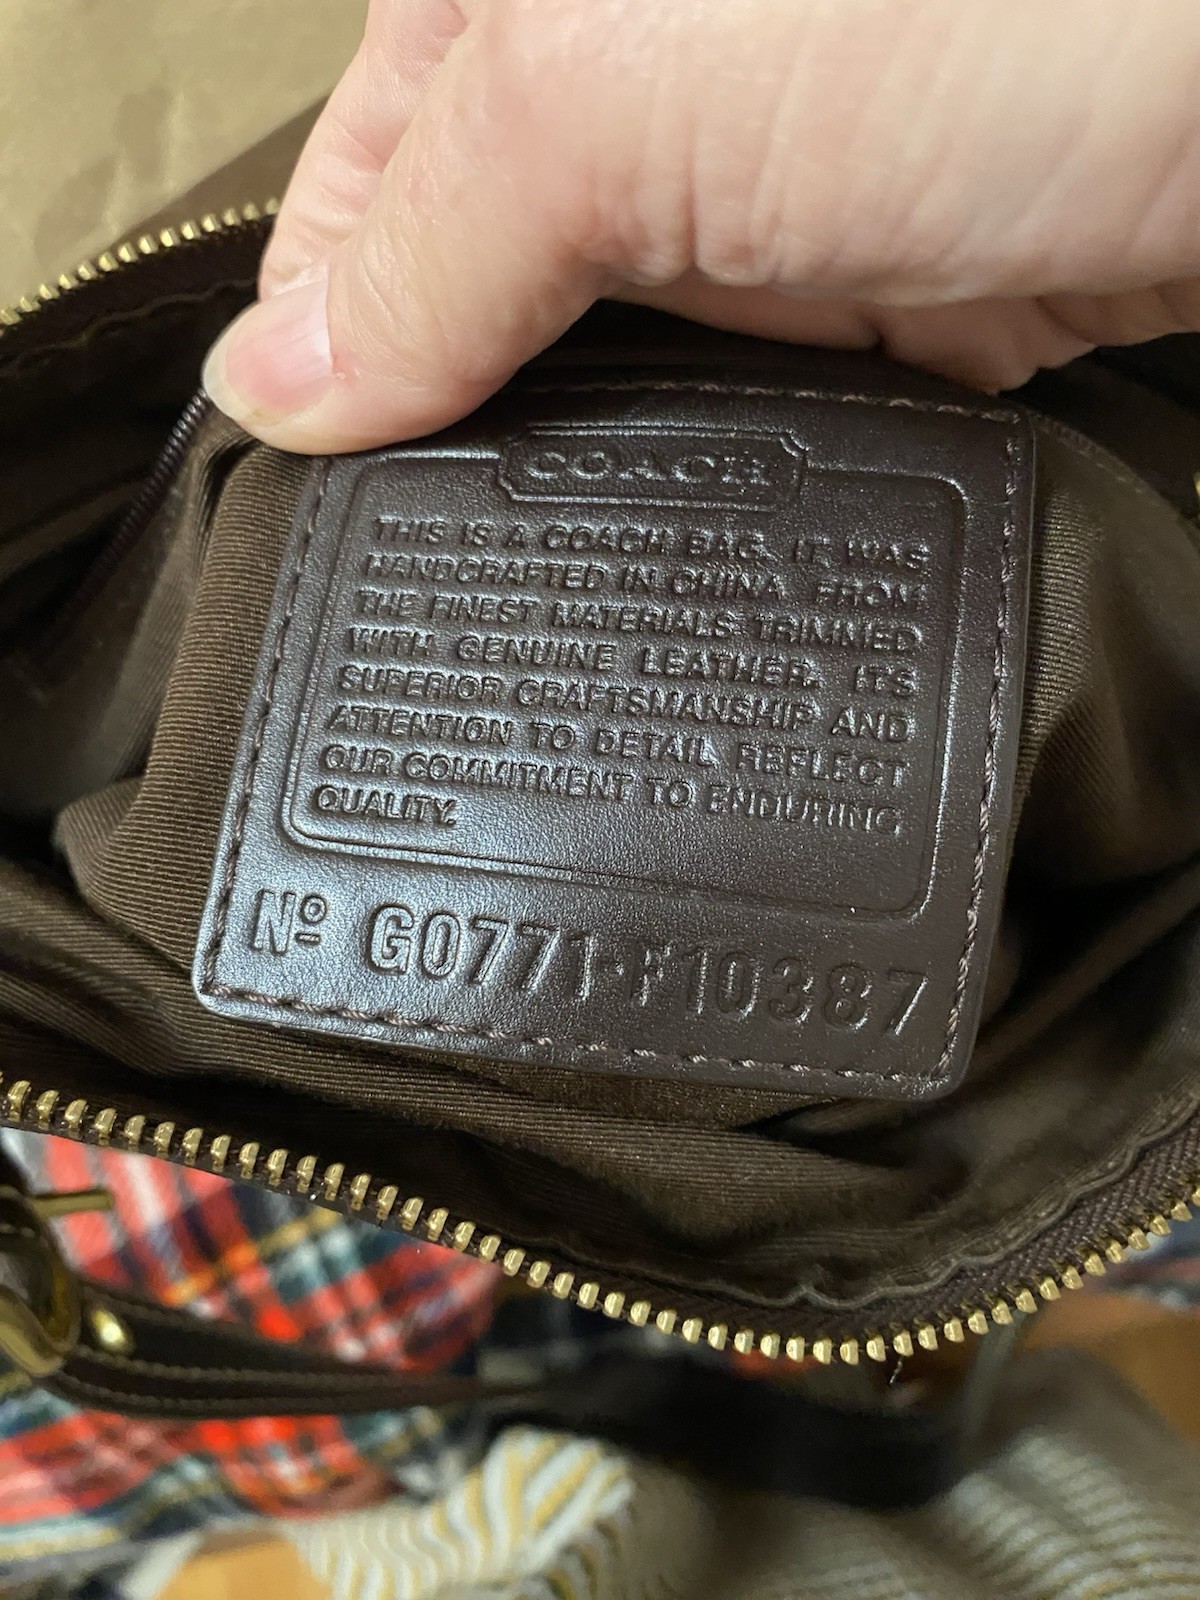 COACH
THIS IS A COACH BAG. IT WAS
HANDCRAFTED IN CHINA FROM
THE FINEST MATERIALS TRIMMED
WITH GENUINE LEATHER. ITS
SUPERIOR CRAFTSMANSHIP AND
ATTENTION TO DETAIL REFLECT
OUR COMMITMENT TO ENDURING
QUALITY.
Nº G0771-F10387